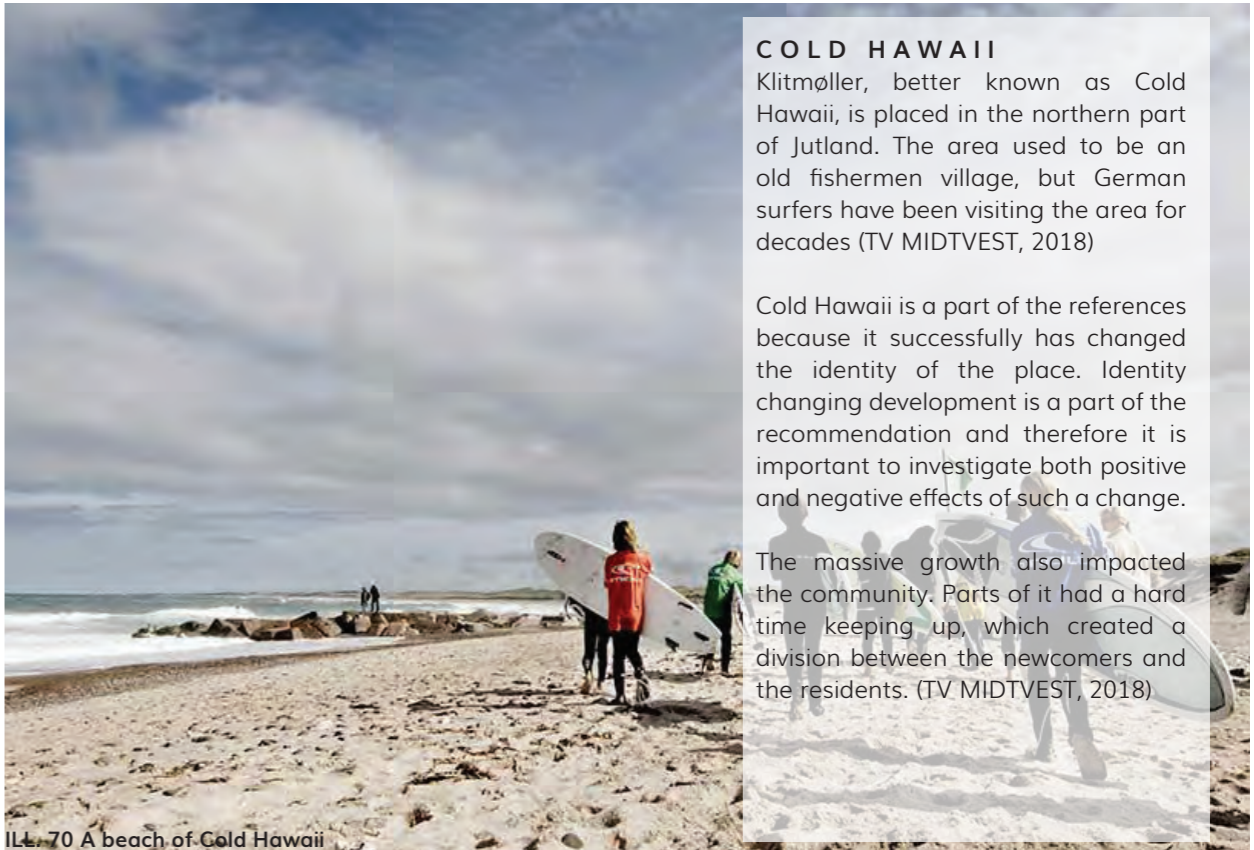 COLD HAWAII
Klitmøller, better known as Cold
Hawaii, is placed in the northern part
of Jutland. The area used to be an
old fishermen village, but German
surfers have been visiting the area for
decades (TV MIDTVEST, 2018)
Cold Hawaii is a part of the references
because it successfully has changed
the identity of the place. Identity
changing development is a part of the
recommendation and therefore it is
important to investigate both positive
and negative effects of such a change.
The massive growth also impacted
the community. Parts of it had a hard
time keeping up, which created a
division between the newcomers and
the residents. (TV MIDTVEST, 2018)
ILL. 70 A beach of Cold Hawaii